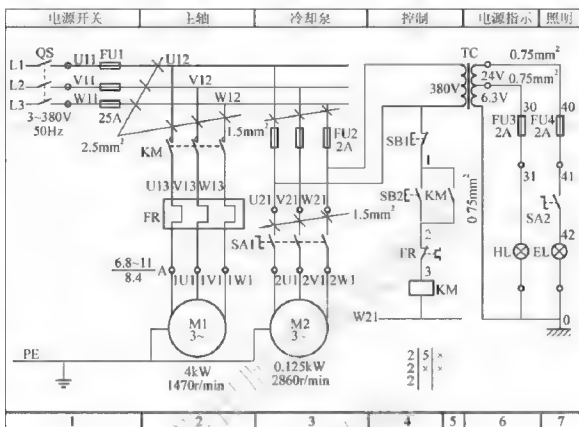 电源开关 主轴 冷却泵 控制 电源指示 照明
QS
L1 U11 FU1 U12
L2 V11 V12
L3 W11 W12
3~380V
50Hz
25A
2.5mm²
1.5mm²
FU2
2A
KM
U13 V13 W13
FR
U21 V21 W21
1.5mm²
SA1
6.8~11
8.4
A
1U1 1V1 1W1
2U1 2V1 2W1
M1
3~
M2
3~
PE
4kW
1470r/min
0.125kW
2860r/min
TC
380V
24V
6.3V
0.75mm²
0.75mm²
0.75mm²
SB1
1
SB2
KM
2
FR
3
KM
W21
2 5 ×
2 × ×
2
30
FU3
2A
31
HL
40
FU4
2A
41
SA2
42
EL
0
1 2 3 4 5 6 7